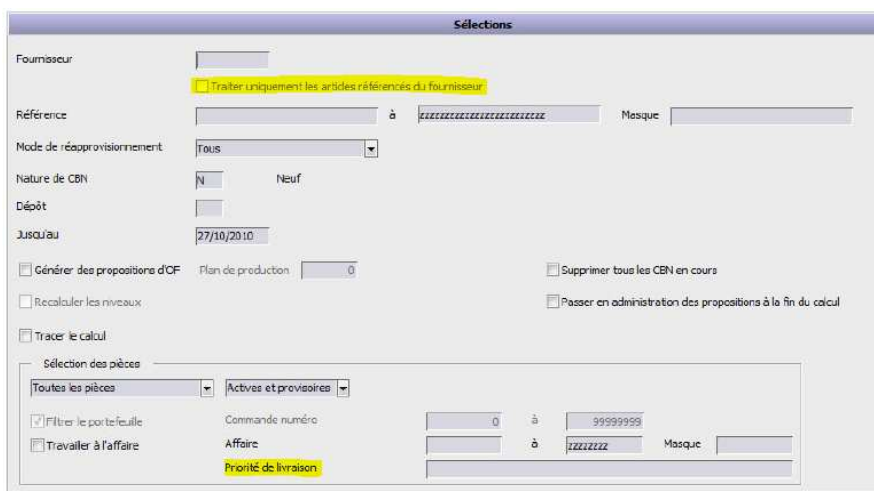 Sélections
Fournisseur
Traiter uniquement les articles référencés du fournisseur
Référence à zzzzzzzzzzzzzzzzzzzzzzzzz Masque
Mode de réapprovisionnement Tous
Nature de CBN N Neuf
Dépôt
Jusqu'au 27/10/2010
Générer des propositions d'OF Plan de production 0 Supprimer tous les CBN en cours
Recalculer les niveaux Passer en administration des propositions à la fin du calcul
Tracer le calcul
Sélection des pièces
Toutes les pièces Actives et provisoires
Filtrer le portefeuille Commande numéro 0 à 99999999
Travailler à l'affaire Affaire à zzzzzzzz Masque
Priorité de livraison